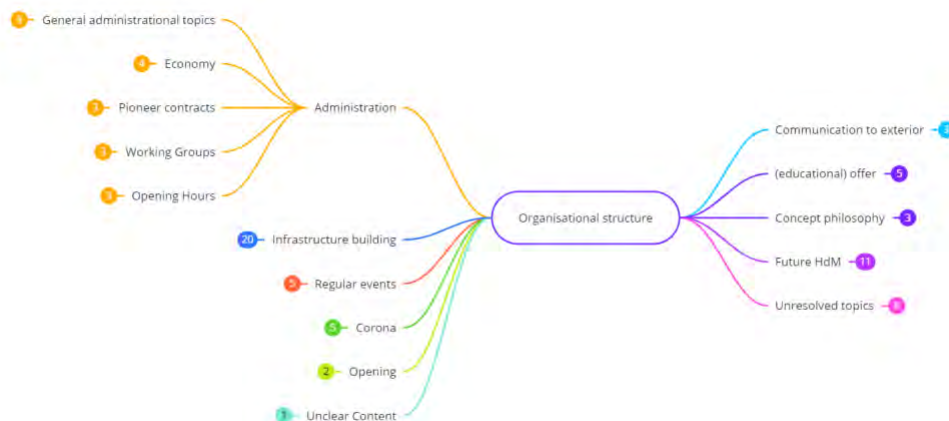 General administrational topics
4 Economy
Pioneer contracts
Administration
Working Groups
Opening Hours
20 Infrastructure building
5 Regular events
5 Corona
2 Opening
Unclear Content
Organisational structure
Communication to exterior
(educational) offer 5
Concept philosophy 3
Future HdM 11
Unresolved topics